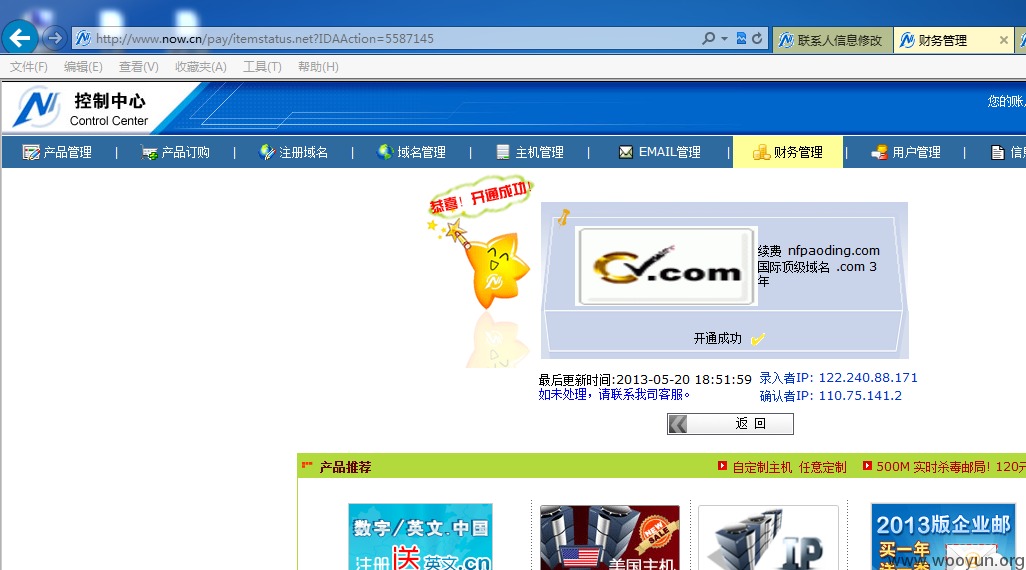 http://www.now.cn/pay/itemstatus.net?IDAAction=5587145
联系人信息修改
财务管理
文件(F) 编辑(E) 查看(V) 收藏夹(A) 工具(T) 帮助(H)
控制中心
Control Center
您的账
产品管理 | 产品订购 | 注册域名 | 域名管理 | 主机管理 | EMAIL管理 | 财务管理 | 用户管理 | 信
恭喜! 开通成功!
CV.com
续费 nfpaoding.com
国际顶级域名 .com 3
年
开通成功
最后更新时间:2013-05-20 18:51:59 录入者IP: 122.240.88.171
如未处理，请联系我司客服。 确认者IP: 110.75.141.2
返 回
产品推荐 自定制主机 任意定制 500M 实时杀毒邮局! 120元
数字/英文.中国
注册送英文.cn
NEW
SALE
美国主机
IP
2013版企业邮
买一年
www.wooyun.org